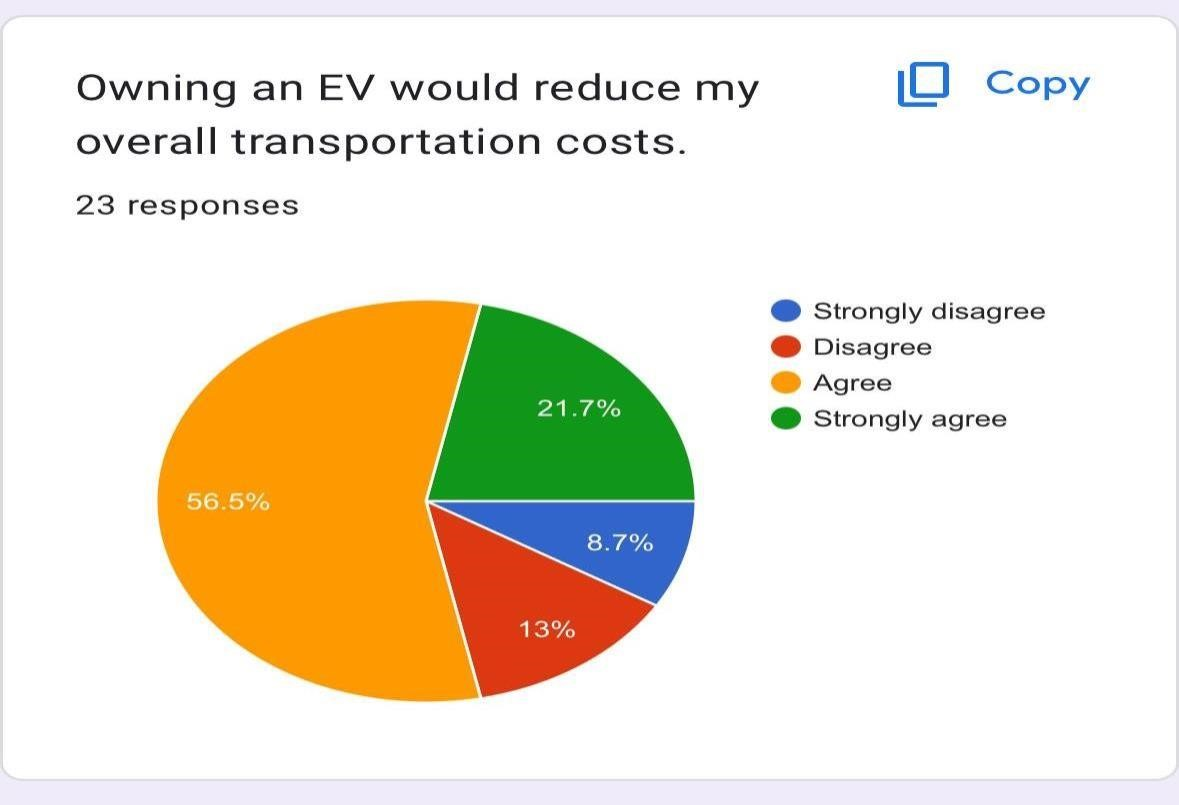 Owning an EV would reduce my
overall transportation costs.
Copy
23 responses
Strongly disagree
Disagree
Agree
Strongly agree
21.7%
56.5%
8.7%
13%